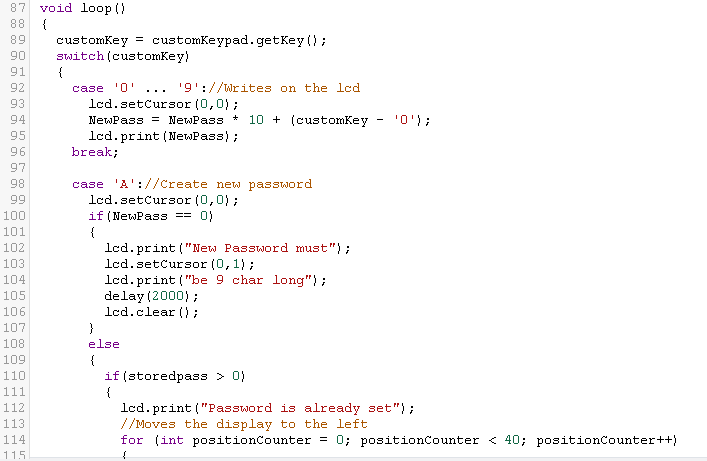 87 void loop()
88 {
89 customKey = customKeypad.getKey();
90 switch(customKey)
91 {
92 case '0' ... '9'://Writes on the lcd
93 lcd.setCursor(0,0);
94 NewPass = NewPass * 10 + (customKey - '0');
95 lcd.print(NewPass);
96 break;
97
98 case 'A'://Create new password
99 lcd.setCursor(0,0);
100 if(NewPass == 0)
101 {
102 lcd.print("New Password must");
103 lcd.setCursor(0,1);
104 lcd.print("be 9 char long");
105 delay(2000);
106 lcd.clear();
107 }
108 else
109 {
110 if(storedpass > 0)
111 {
112 lcd.print("Password is already set");
113 //Moves the display to the left
114 for (int positionCounter = 0; positionCounter < 40; positionCounter++)
115 {